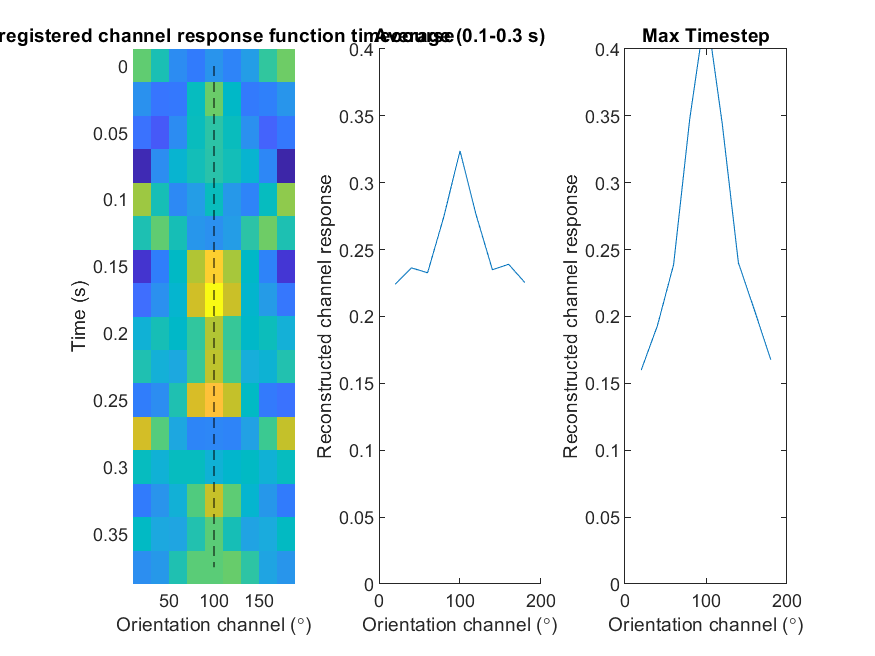 registered channel response function timecourse
Average (0.1-0.3 s)
Max Timestep
0
0.05
0.1
0.15
0.2
0.25
0.3
0.35
Time (s)
50 100 150
Orientation channel (°)
0.4
0.35
0.3
0.25
0.2
0.15
0.1
0.05
0
Reconstructed channel response
0 100 200
Orientation channel (°)
0.4
0.35
0.3
0.25
0.2
0.15
0.1
0.05
0
Reconstructed channel response
0 100 200
Orientation channel (°)